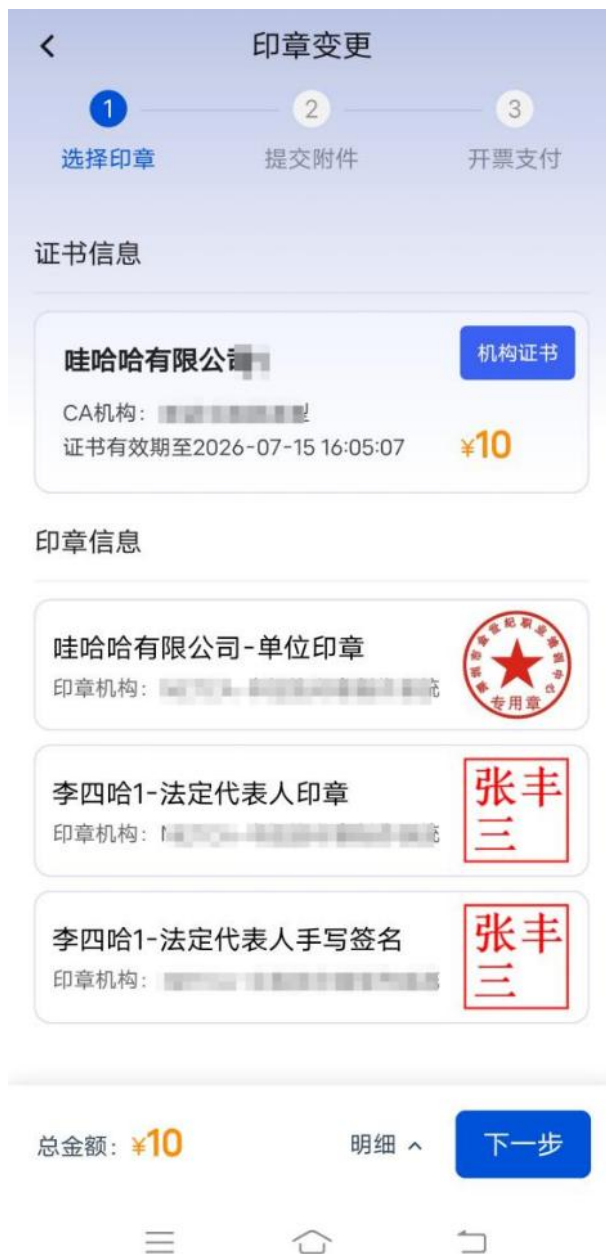 印章变更
1
2
3
选择印章
提交附件
开票支付
证书信息
哇哈哈有限公
机构证书
CA机构：
证书有效期至2026-07-15 16:05:07
¥10
印章信息
哇哈哈有限公司-单位印章
印章机构：
专用章
李四哈1-法定代表人印章
印章机构：
张丰
三
李四哈1-法定代表人手写签名
印章机构：
张丰
三
总金额：¥10
明细
下一步